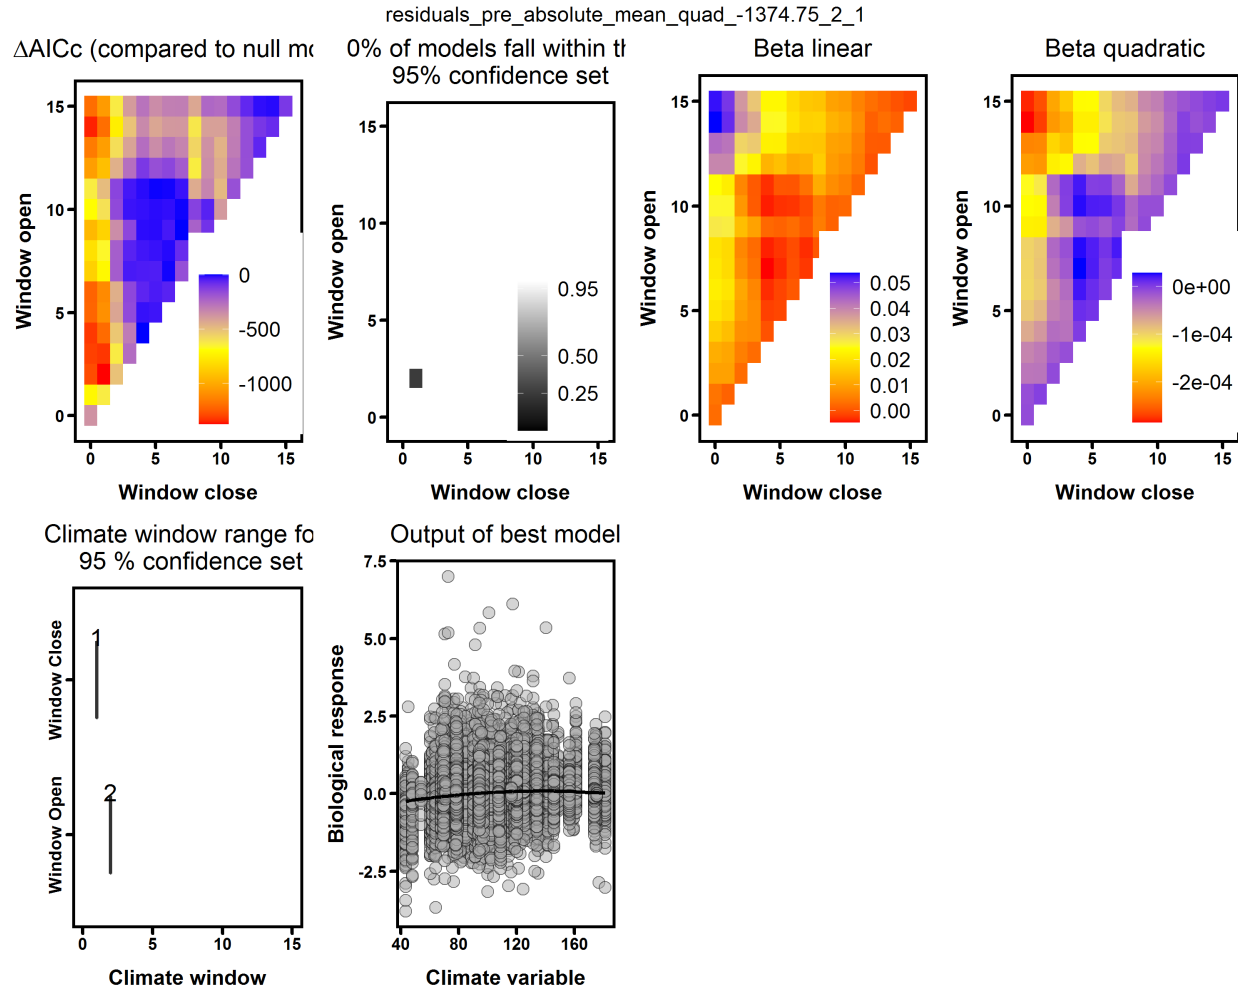 residuals_pre_absolute_mean_quad_-1374.75_2_1
ΔAICc (compared to null mo
Window open
15
10
5
0
0
-500
-1000
0
5
10
15
Window close
0% of models fall within th
95% confidence set
Window open
15
10
5
0
0.95
0.50
0.25
0
5
10
15
Window close
Beta linear
Window open
15
10
5
0
0.05
0.04
0.03
0.02
0.01
0.00
0
5
10
15
Window close
Beta quadratic
Window open
15
10
5
0
0e+00
-1e-04
-2e-04
0
5
10
15
Window close
Climate window range fo
95 % confidence set
Window Close
Window Open
1
2
0
5
10
15
Climate window
Output of best model
Biological response
7.5
5.0
2.5
0.0
-2.5
40
80
120
160
Climate variable